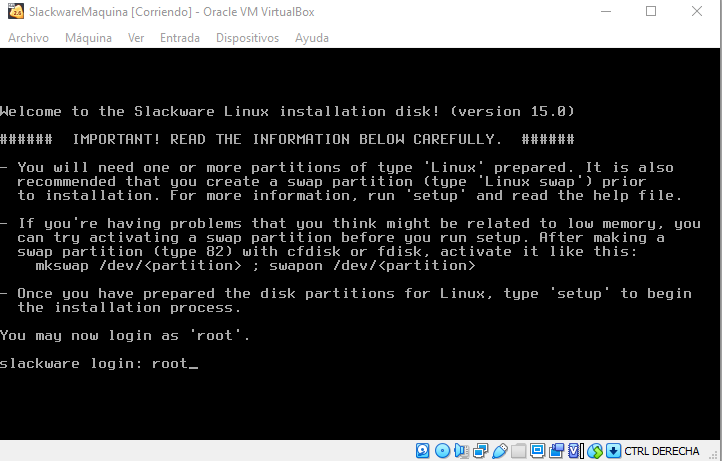 SlackwareMaquina [Corriendo] - Oracle VM VirtualBox
Archivo Máquina Ver Entrada Dispositivos Ayuda
Welcome to the Slackware Linux installation disk! (version 15.0)
###### IMPORTANT! READ THE INFORMATION BELOW CAREFULLY. ######
- You will need one or more partitions of type 'Linux' prepared. It is also
recommended that you create a swap partition (type 'Linux swap') prior
to installation. For more information, run 'setup' and read the help file.
- If you're having problems that you think might be related to low memory, you
can try activating a swap partition before you run setup. After making a
swap partition (type 82) with cfdisk or fdisk, activate it like this:
mkswap /dev/<partition> ; swapon /dev/<partition>
- Once you have prepared the disk partitions for Linux, type 'setup' to begin
the installation process.
You may now login as 'root'.
slackware login: root_
CTRL DERECHA